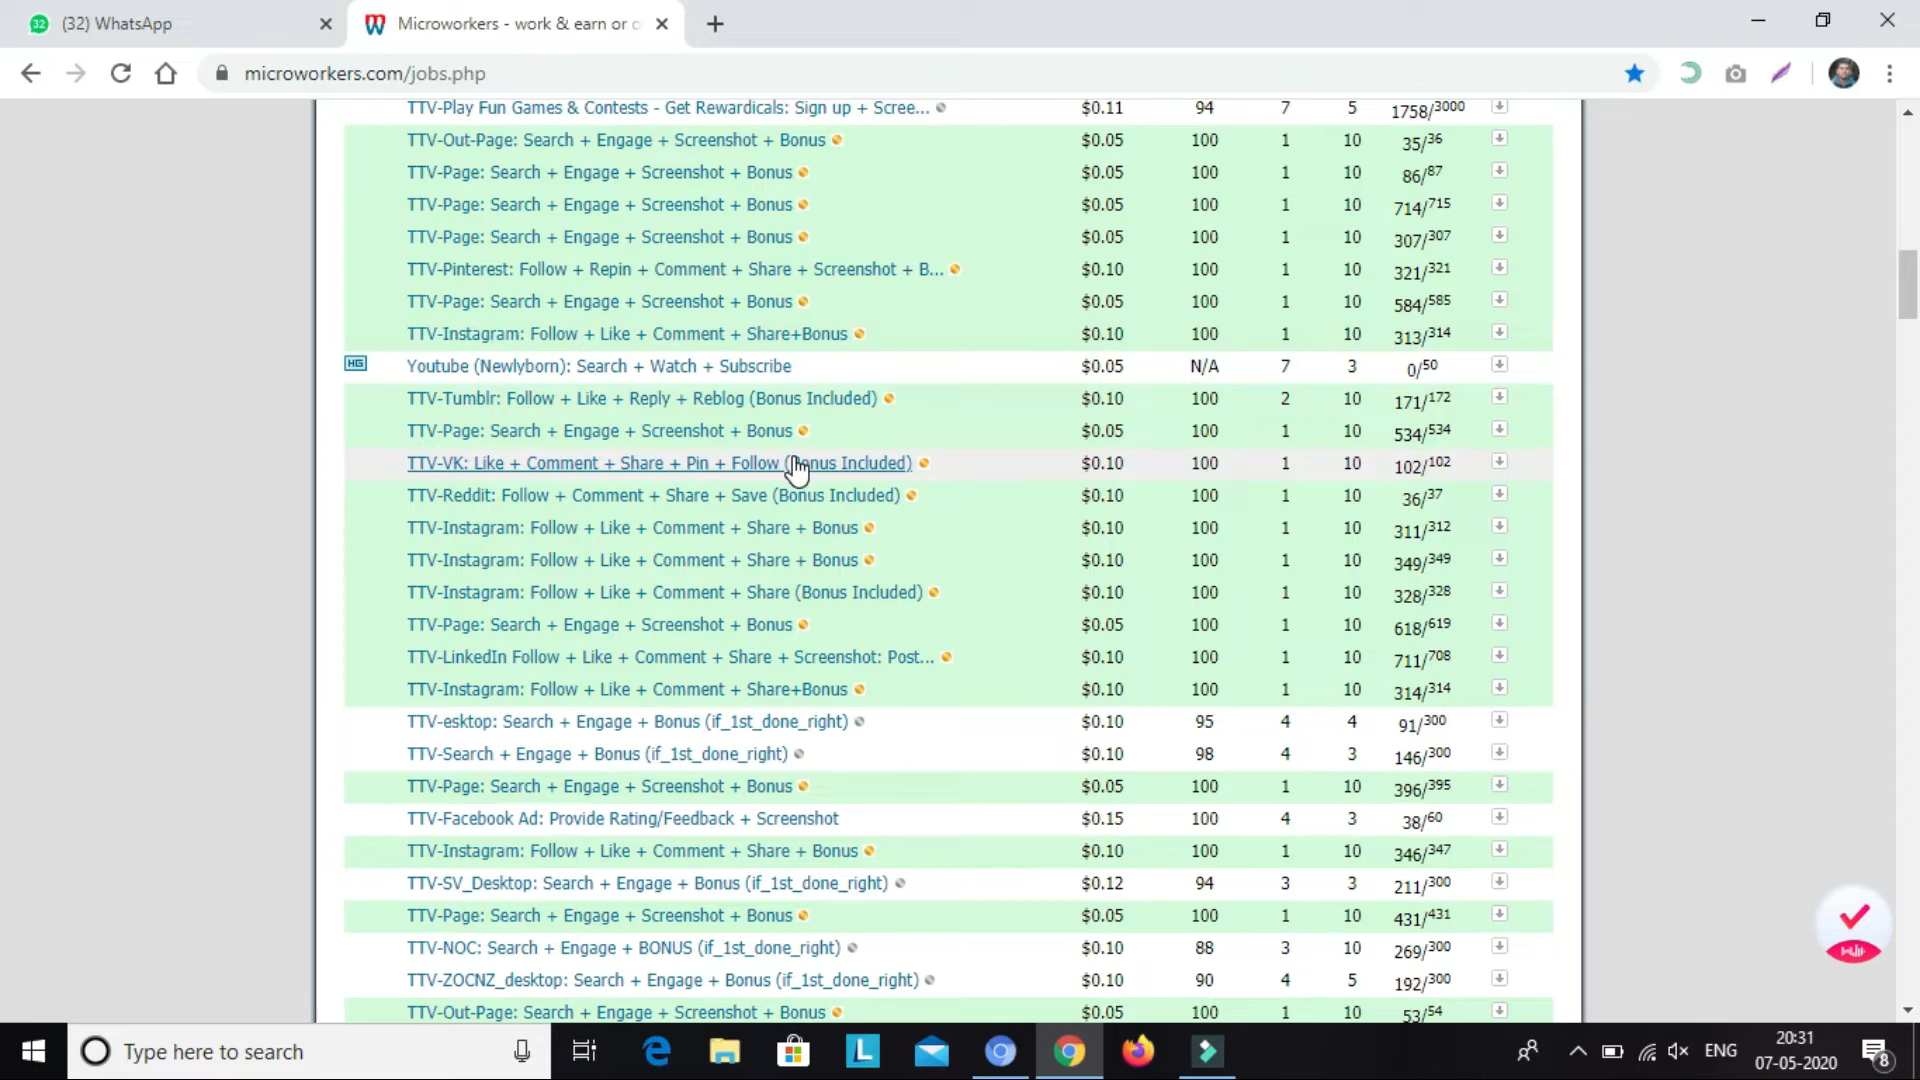 32 (32) WhatsApp
Microworkers - work & earn or o
microworkers.com/jobs.php
TTV-Play Fun Games & Contests - Get Rewardicals: Sign up + Scree... $0.11 94 7 5 1758/3000
TTV-Out-Page: Search + Engage + Screenshot + Bonus $0.05 100 1 10 35/36
TTV-Page: Search + Engage + Screenshot + Bonus $0.05 100 1 10 86/87
TTV-Page: Search + Engage + Screenshot + Bonus $0.05 100 1 10 714/715
TTV-Page: Search + Engage + Screenshot + Bonus $0.05 100 1 10 307/307
TTV-Pinterest: Follow + Repin + Comment + Share + Screenshot + B... $0.10 100 1 10 321/321
TTV-Page: Search + Engage + Screenshot + Bonus $0.05 100 1 10 584/585
TTV-Instagram: Follow + Like + Comment + Share+Bonus $0.10 100 1 10 313/314
HG Youtube (Newlyborn): Search + Watch + Subscribe $0.05 N/A 7 3 0/50
TTV-Tumblr: Follow + Like + Reply + Reblog (Bonus Included) $0.10 100 2 10 171/172
TTV-Page: Search + Engage + Screenshot + Bonus $0.05 100 1 10 534/534
TTV-VK: Like + Comment + Share + Pin + Follow (Bonus Included) $0.10 100 1 10 102/102
TTV-Reddit: Follow + Comment + Share + Save (Bonus Included) $0.10 100 1 10 36/37
TTV-Instagram: Follow + Like + Comment + Share + Bonus $0.10 100 1 10 311/312
TTV-Instagram: Follow + Like + Comment + Share + Bonus $0.10 100 1 10 349/349
TTV-Instagram: Follow + Like + Comment + Share (Bonus Included) $0.10 100 1 10 328/328
TTV-Page: Search + Engage + Screenshot + Bonus $0.05 100 1 10 618/619
TTV-LinkedIn Follow + Like + Comment + Share + Screenshot: Post... $0.10 100 1 10 711/708
TTV-Instagram: Follow + Like + Comment + Share+Bonus $0.10 100 1 10 314/314
TTV-esktop: Search + Engage + Bonus (if_1st_done_right) $0.10 95 4 4 91/300
TTV-Search + Engage + Bonus (if_1st_done_right) $0.10 98 4 3 146/300
TTV-Page: Search + Engage + Screenshot + Bonus $0.05 100 1 10 396/395
TTV-Facebook Ad: Provide Rating/Feedback + Screenshot $0.15 100 4 3 38/60
TTV-Instagram: Follow + Like + Comment + Share + Bonus $0.10 100 1 10 346/347
TTV-SV_Desktop: Search + Engage + Bonus (if_1st_done_right) $0.12 94 3 3 211/300
TTV-Page: Search + Engage + Screenshot + Bonus $0.05 100 1 10 431/431
TTV-NOC: Search + Engage + BONUS (if_1st_done_right) $0.10 88 3 10 269/300
TTV-ZOCNZ_desktop: Search + Engage + Bonus (if_1st_done_right) $0.10 90 4 5 192/300
TTV-Out-Page: Search + Engage + Screenshot + Bonus $0.05 100 1 10 53/54
Type here to search
L
ENG
20:31
07-05-2020
8